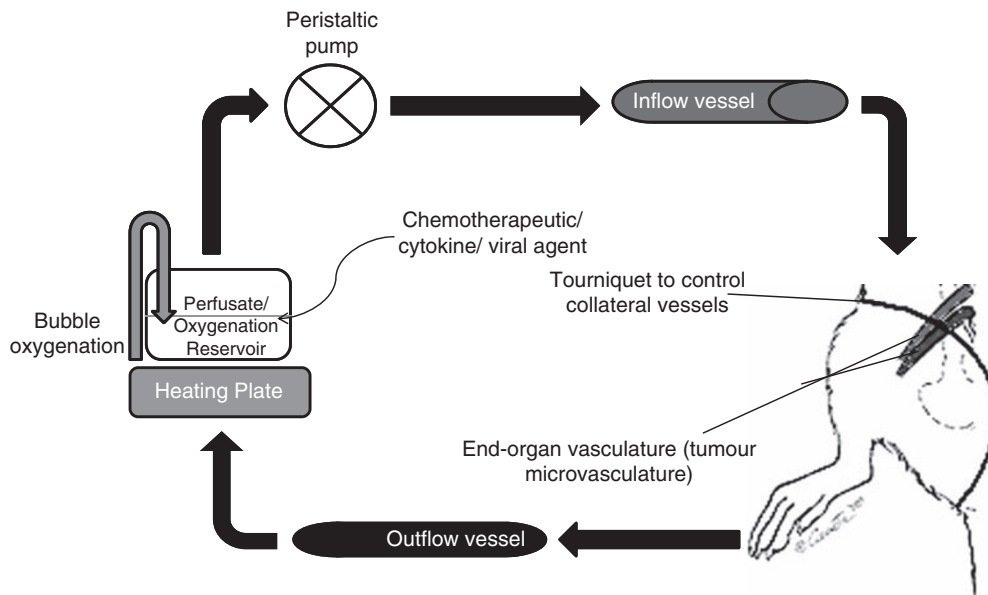 Peristaltic
pump
Inflow vessel
Chemotherapeutic/
cytokine/ viral agent
Tourniquet to control
collateral vessels
Perfusate/
Oxygenation
Reservoir
Bubble
oxygenation
Heating Plate
End-organ vasculature (tumour
microvasculature)
Outflow vessel